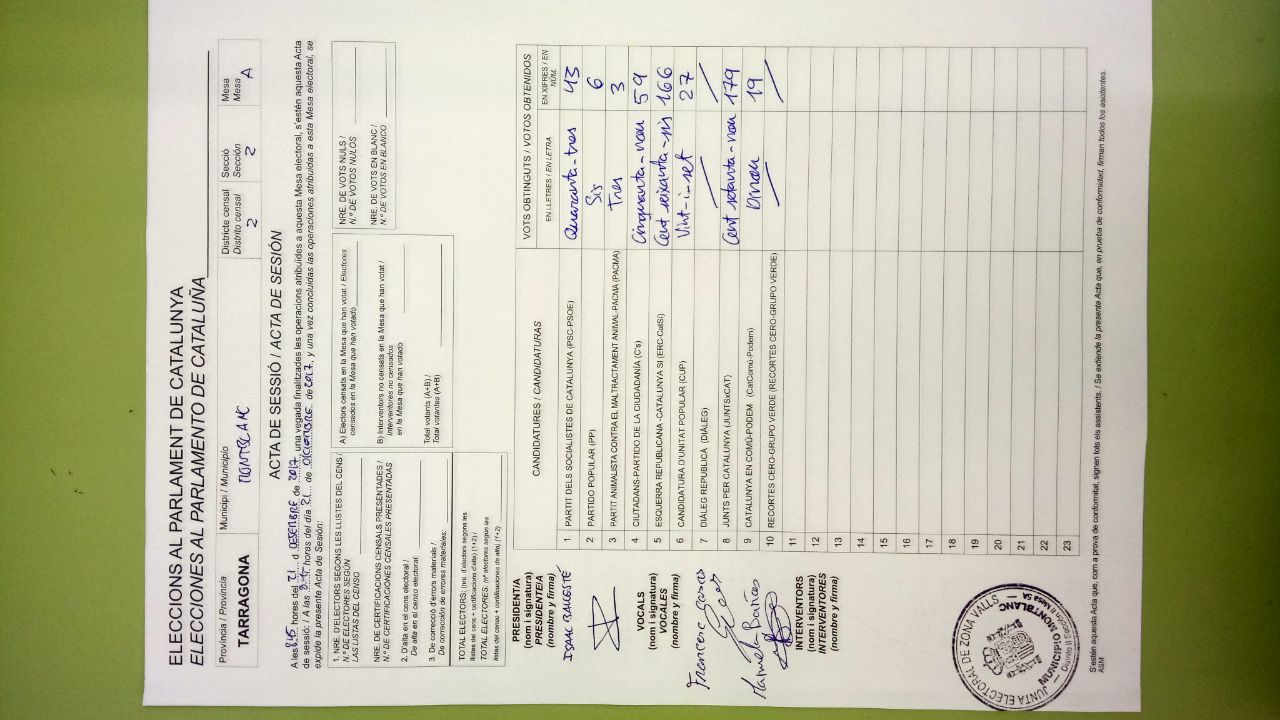 ELECCIONS AL PARLAMENT DE CATALUNYA
ELECCIONES AL PARLAMENTO DE CATALUÑA
Província / Provincia
TARRAGONA
Municipi / Municipio
MONTBLANC
Districte censal
Distrito censal
2
Secció
Sección
2
Mesa
Mesa
A
ACTA DE SESSIÓ / ACTA DE SESIÓN
A les hores del 21 d DESEMBRE de 2017, una vegada finalitzades les operacions atribuïdes a aquesta Mesa electoral, s'estén aquesta Acta
de sessió. / A las horas del día 21 de DICIEMBRE de 2017, y una vez concluidas las operaciones atribuidas a esta Mesa electoral, se
expide la presente Acta de Sesión:
1. NRE. D'ELECTORS SEGONS LES LLISTES DEL CENS /
N.º DE ELECTORES SEGÚN
LAS LISTAS DEL CENSO
NRE. DE CERTIFICACIONS CENSALS PRESENTADES /
N.º DE CERTIFICACIONES CENSALES PRESENTADAS
2. D'alta en el cens electoral /
De alta en el censo electoral:
3. De correcció d'errors materials /
De corrección de errores materiales:
TOTAL ELECTORS: (nre. d'electors segons les
llistes del cens + certificacions d'alta) (1+2) /
TOTAL ELECTORES: (nº electores según las
listas del censo + certificaciones de alta), (1+2)
A) Electors censats en la Mesa que han votat / Electores
censados en la Mesa que han votado
B) Interventors no censats en la Mesa que han votat /
Interventores no censados
en la Mesa que han votado
Total votants (A+B) /
Total votantes (A+B)
NRE. DE VOTS NULS /
N.º DE VOTOS NULOS
NRE. DE VOTS EN BLANC /
N.º DE VOTOS EN BLANCO
PRESIDENT/A
(nom i signatura)
PRESIDENTE/A
(nombre y firma)
ISAAC BALCSTÉ
VOCALS
(nom i signatura)
VOCALES
(nombre y firma)
INTERVENTORS
(nom i signatura)
INTERVENTORES
(nombre y firma)
CANDIDATURES / CANDIDATURAS
VOTS OBTINGUTS / VOTOS OBTENIDOS
EN LLETRES / EN LETRA
EN XIFRES / EN NÚM.
1 PARTIT DELS SOCIALISTES DE CATALUNYA (PSC-PSOE) Quaranta-tres 43
2 PARTIDO POPULAR (PP) Sis 6
3 PARTIT ANIMALISTA CONTRA EL MALTRACTAMENT ANIMAL-PACMA (PACMA) Tres 3
4 CIUTADANS-PARTIDO DE LA CIUDADANÍA (C's) Cinquanta-nou 59
5 ESQUERRA REPUBLICANA - CATALUNYA SI (ERC-CatSí) Cent seixanta-sis 166
6 CANDIDATURA D'UNITAT POPULAR (CUP) Vint-i-set 27
7 DIÀLEG REPUBLICÀ (DIÀLEG)
8 JUNTS PER CATALUNYA (JUNTSxCAT) Cent setanta-nou 179
9 CATALUNYA EN COMÚ-PODEM (CatComú-Podem) Dinou 19
10 RECORTES CERO-GRUPO VERDE (RECORTES CERO-GRUPO VERDE)
11
12
13
14
15
16
17
18
19
20
21
22
23
JUNTA ELECTORAL DE ZONA VALLS
MUNICIPIO MONTBLANC
S'estén aquesta Acta que, com a prova de conformitat, signen tots els assistents. / Se extiende la presente Acta que, en prueba de conformidad, firman todos los asistentes.
ASM